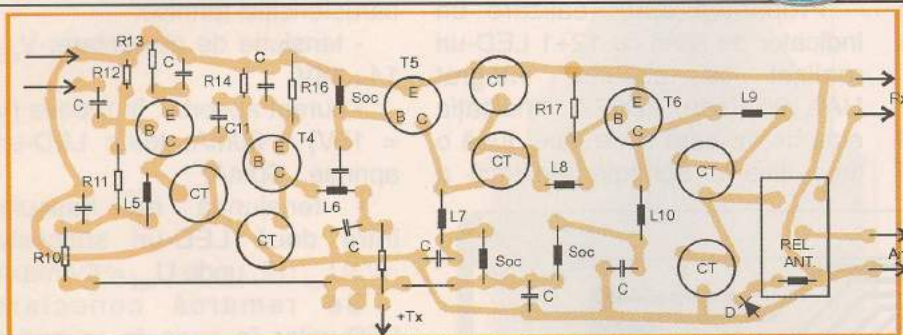 R13
R12
C
C
R14
C
R16
T5
E
B
C
Soc
CT
R17
E
B
C
T6
L9
Rx
C
B
E
C
C11
T4
E
B
C
R11
L5
CT
C
L6
CT
L8
CT
C
R10
CT
C
L7
C
Soc
Soc
L10
C
C
CT
REL.
ANT.
A
D
+Tx